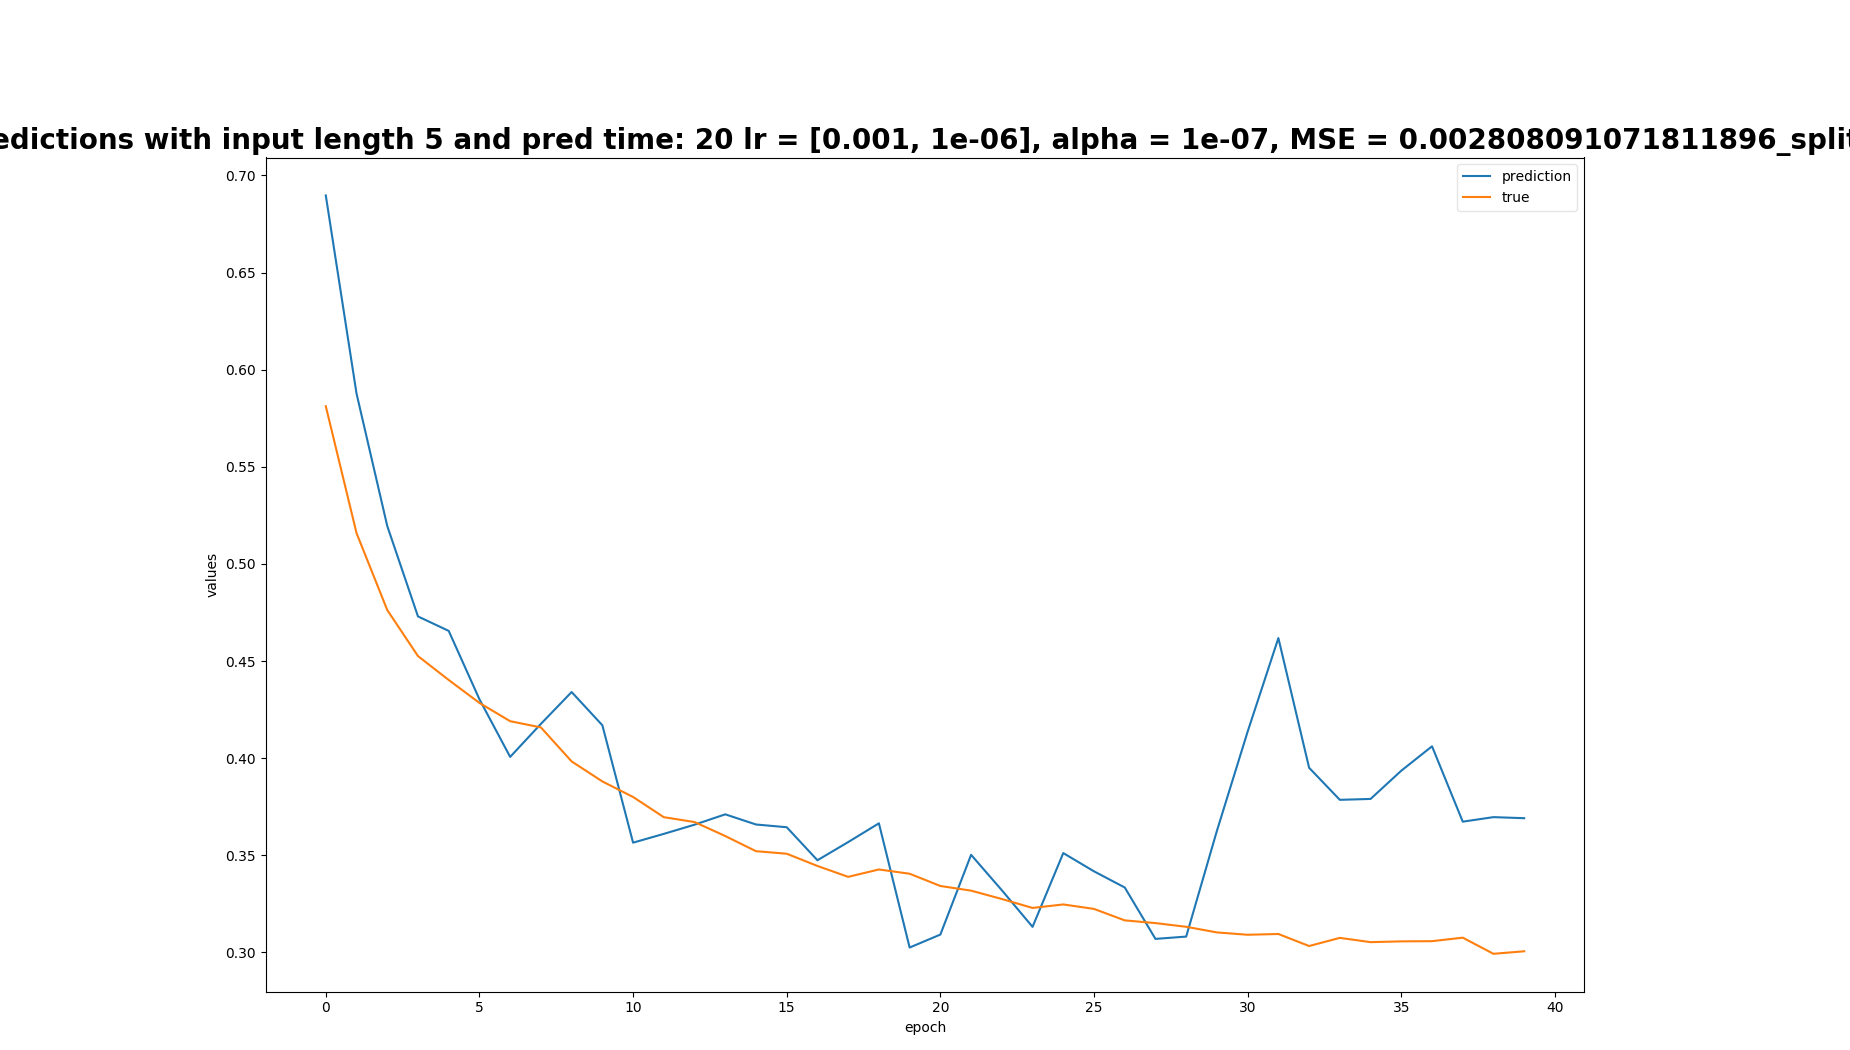 edictions with input length 5 and pred time: 20 lr = [0.001, 1e-06], alpha = 1e-07, MSE = 0.002808091071811896_split
prediction
true
0.70
0.65
0.60
0.55
0.50
0.45
0.40
0.35
0.30
values
0 5 10 15 20 25 30 35 40
epoch